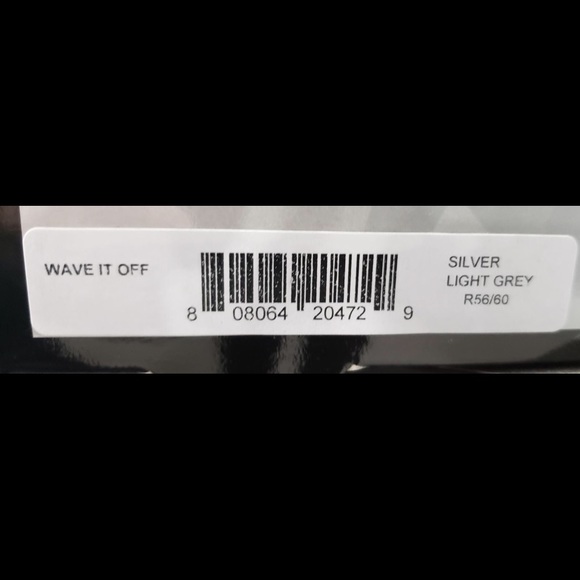 WAVE IT OFF
8 08064 20472 9
SILVER
LIGHT GREY
R56/60